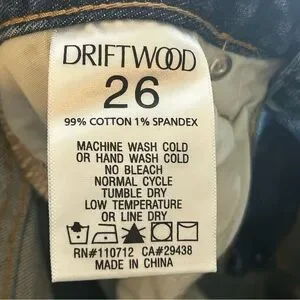 DRIFTWOOD
26
99% COTTON 1% SPANDEX
MACHINE WASH COLD
OR HAND WASH COLD
NO BLEACH
NORMAL CYCLE
TUMBLE DRY
LOW TEMPERATURE
OR LINE DRY
RN#110712 CA#29438
MADE IN CHINA